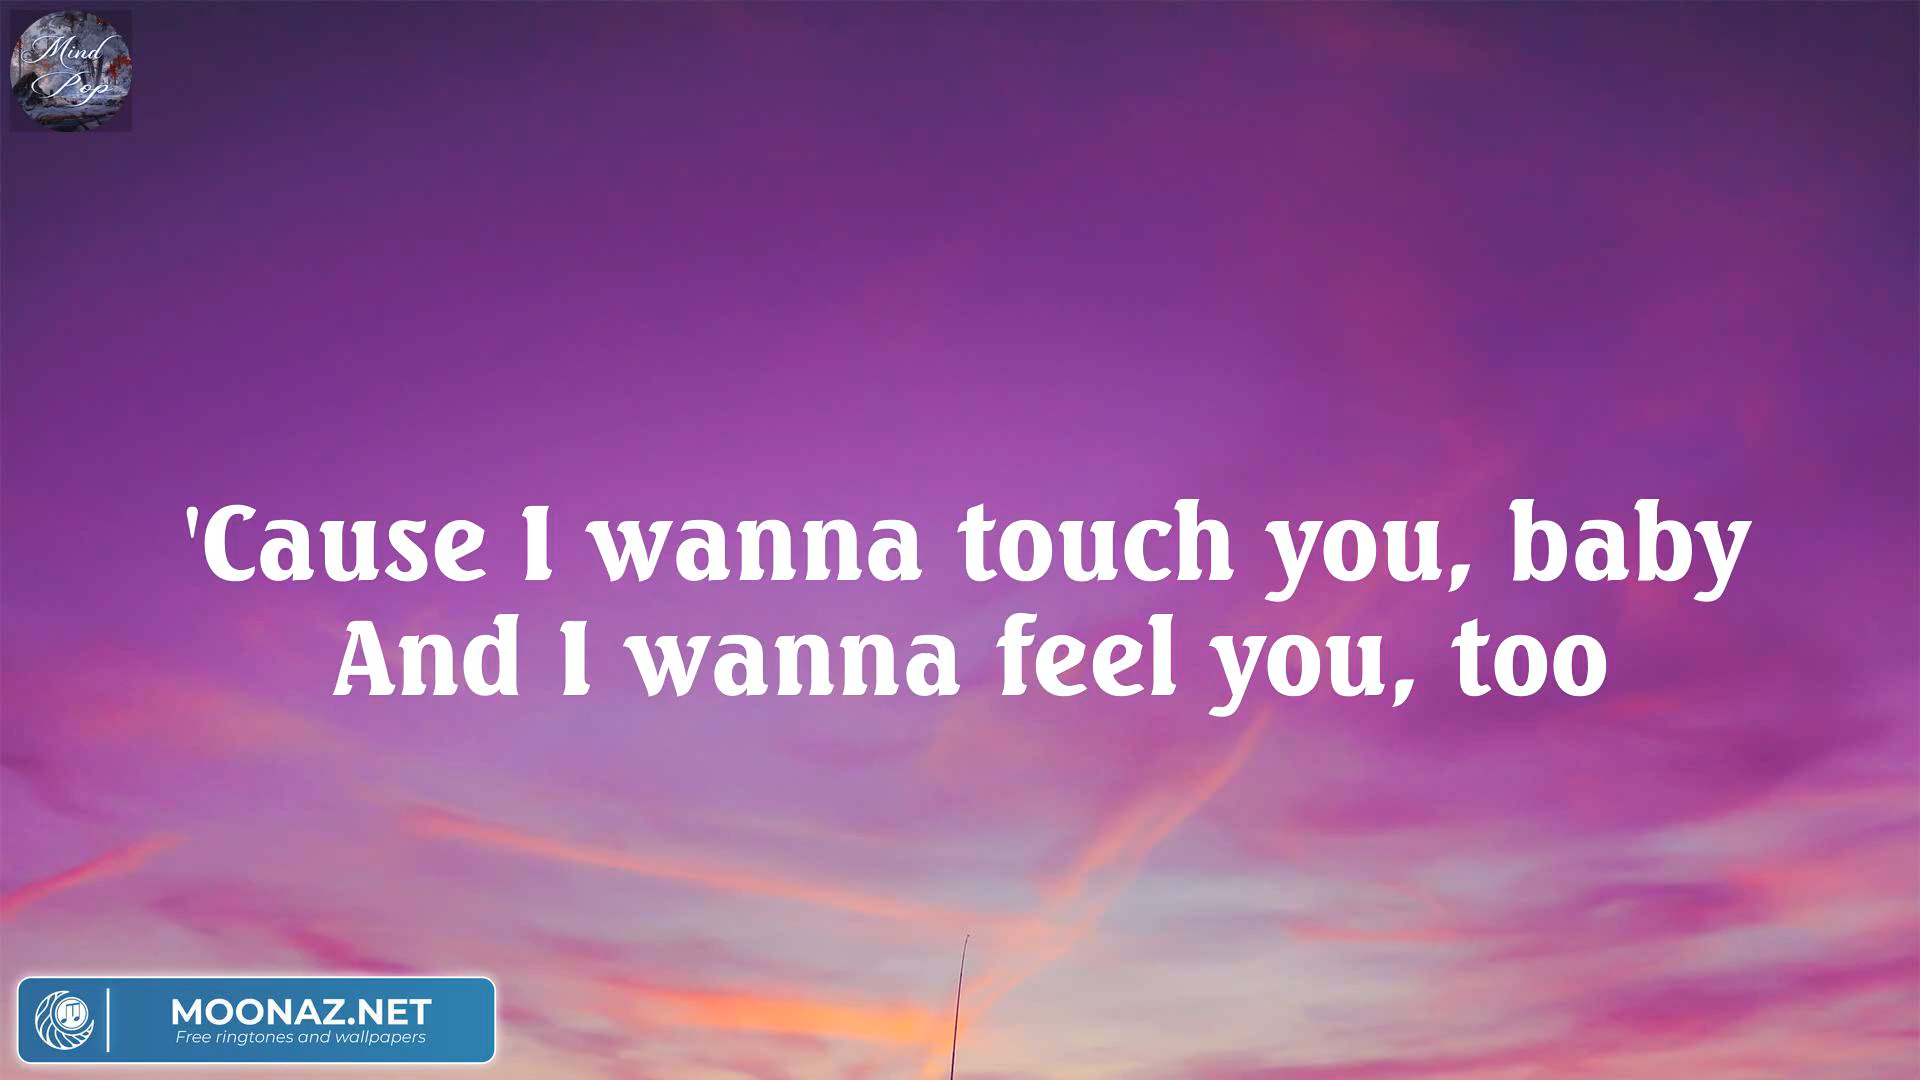 Mind
Pop
'Cause I wanna touch you, baby
And I wanna feel you, too
MOONAZ.NET
Free ringtones and wallpapers